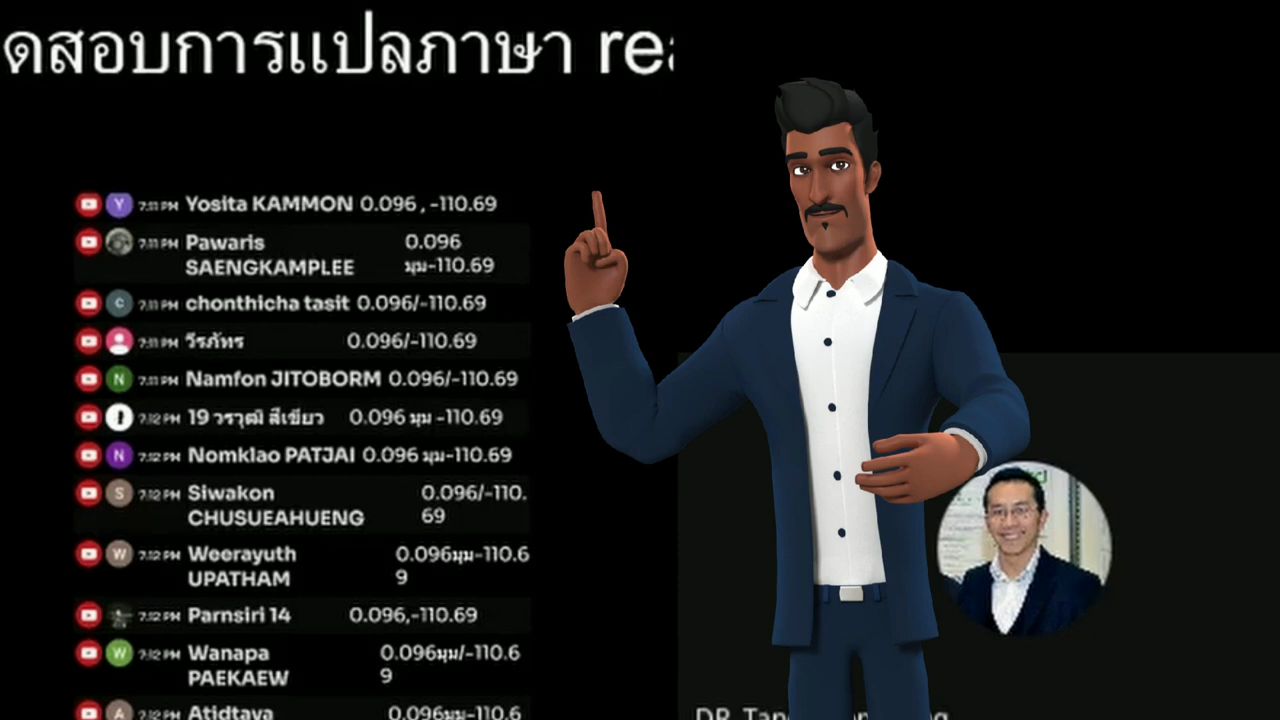 ดสอบการแปลภาษา rea
Y 7:11 PM Yosita KAMMON 0.096 , -110.69
7:11 PM Pawaris 0.096
SAENGKAMPLEE มุม-110.69
c 7:11 PM chonthicha tasit 0.096/-110.69
7:11 PM วีรภัทร 0.096/-110.69
N 7:11 PM Namfon JITOBORM 0.096/-110.69
7:12 PM 19 วรวุฒิ สีเขียว 0.096 มุม -110.69
N 7:12 PM Nomklao PATJAI 0.096 มุม-110.69
S 7:12 PM Siwakon 0.096/-110.
CHUSUEAHUENG 69
W 7:12 PM Weerayuth 0.096มุม-110.6
UPATHAM 9
7:12 PM Parnsiri 14 0.096,-110.69
W 7:12 PM Wanapa 0.096มุม/-110.6
PAEKAEW 9
A 7:12 PM Atidtaya 0.096มุม-110.6
DR.